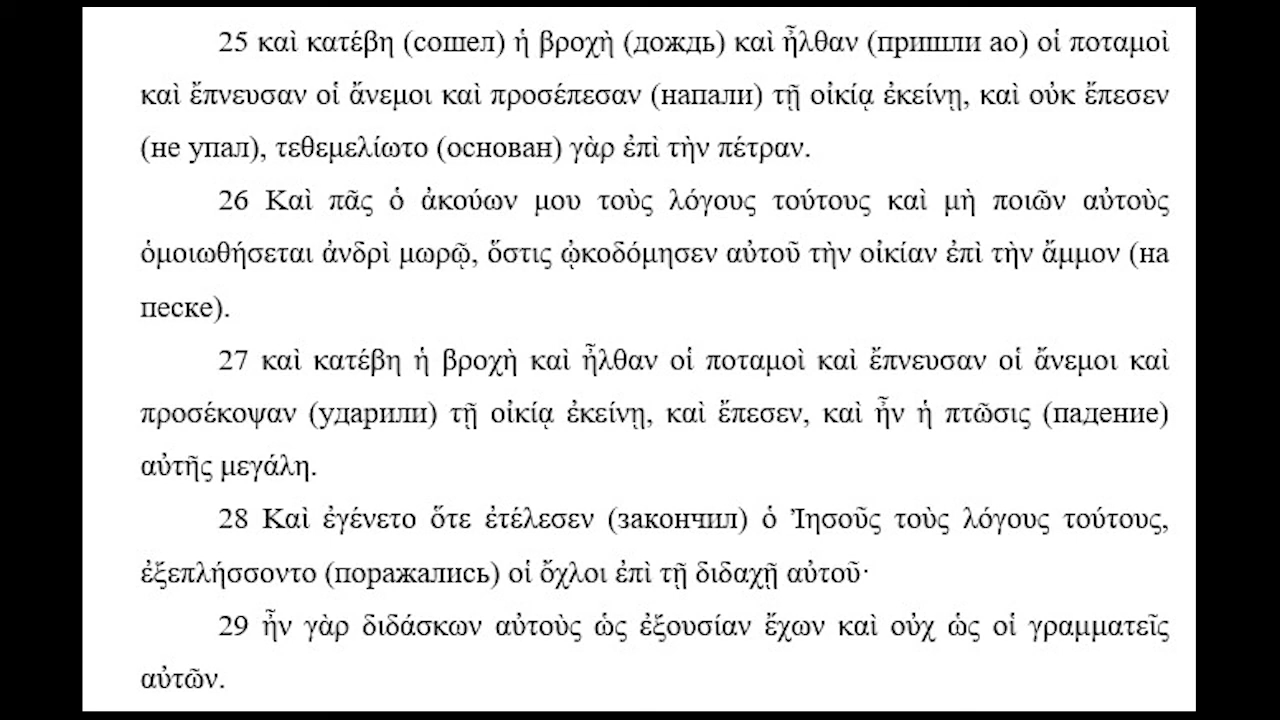 25 καὶ κατέβη (сошел) ἡ βροχὴ (дождь) καὶ ἦλθαν (пришли ао) οἱ ποταμοὶ
καὶ ἔπνευσαν οἱ ἄνεμοι καὶ προσέπεσαν (напали) τῇ οἰκίᾳ ἐκείνῃ, καὶ οὐκ ἔπεσεν
(не упал), τεθεμελίωτο (основан) γὰρ ἐπὶ τὴν πέτραν.
26 Καὶ πᾶς ὁ ἀκούων μου τοὺς λόγους τούτους καὶ μὴ ποιῶν αὐτοὺς
ὁμοιωθήσεται ἀνδρὶ μωρῷ, ὅστις ᾠκοδόμησεν αὐτοῦ τὴν οἰκίαν ἐπὶ τὴν ἄμμον (на
песке).
27 καὶ κατέβη ἡ βροχὴ καὶ ἦλθαν οἱ ποταμοὶ καὶ ἔπνευσαν οἱ ἄνεμοι καὶ
προσέκοψαν (ударили) τῇ οἰκίᾳ ἐκείνῃ, καὶ ἔπεσεν, καὶ ἦν ἡ πτῶσις (падение)
αὐτῆς μεγάλη.
28 Καὶ ἐγένετο ὅτε ἐτέλεσεν (закончил) ὁ Ἰησοῦς τοὺς λόγους τούτους,
ἐξεπλήσσοντο (поражались) οἱ ὄχλοι ἐπὶ τῇ διδαχῇ αὐτοῦ·
29 ἦν γὰρ διδάσκων αὐτοὺς ὡς ἐξουσίαν ἔχων καὶ οὐχ ὡς οἱ γραμματεῖς
αὐτῶν.